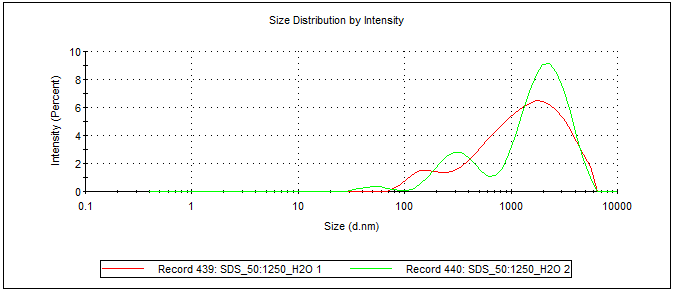 Size Distribution by Intensity
10
8
6
4
2
0
Intensity (Percent)
0.1 1 10 100 1000 10000
Size (d.nm)
Record 439: SDS_50:1250_H2O 1 Record 440: SDS_50:1250_H2O 2